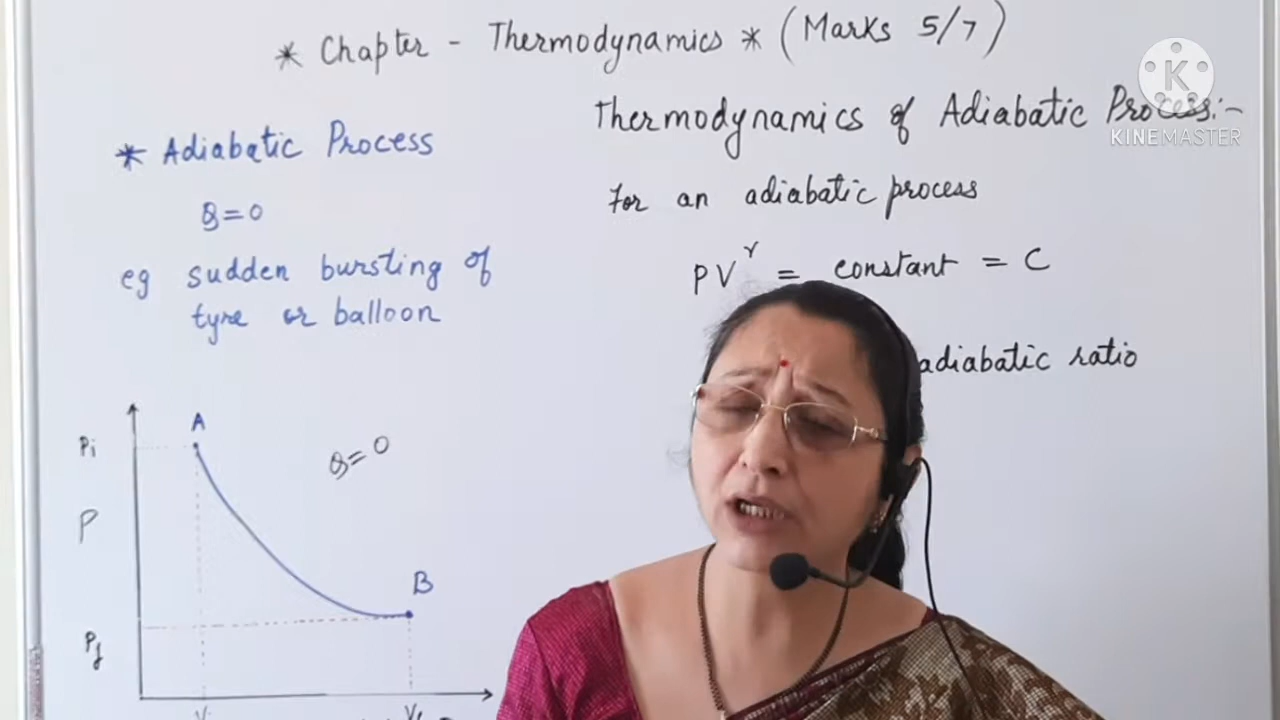 * Chapter - Thermodynamics * (Marks 5/7)
* Adiabatic Process
Q = 0
eg sudden bursting of
tyre or balloon
A
Pi
Q = 0
P
B
Pf
Thermodynamics of Adiabatic Process:-
For an adiabatic process
PV^γ = constant = C
adiabatic ratio
K
KINEMASTER